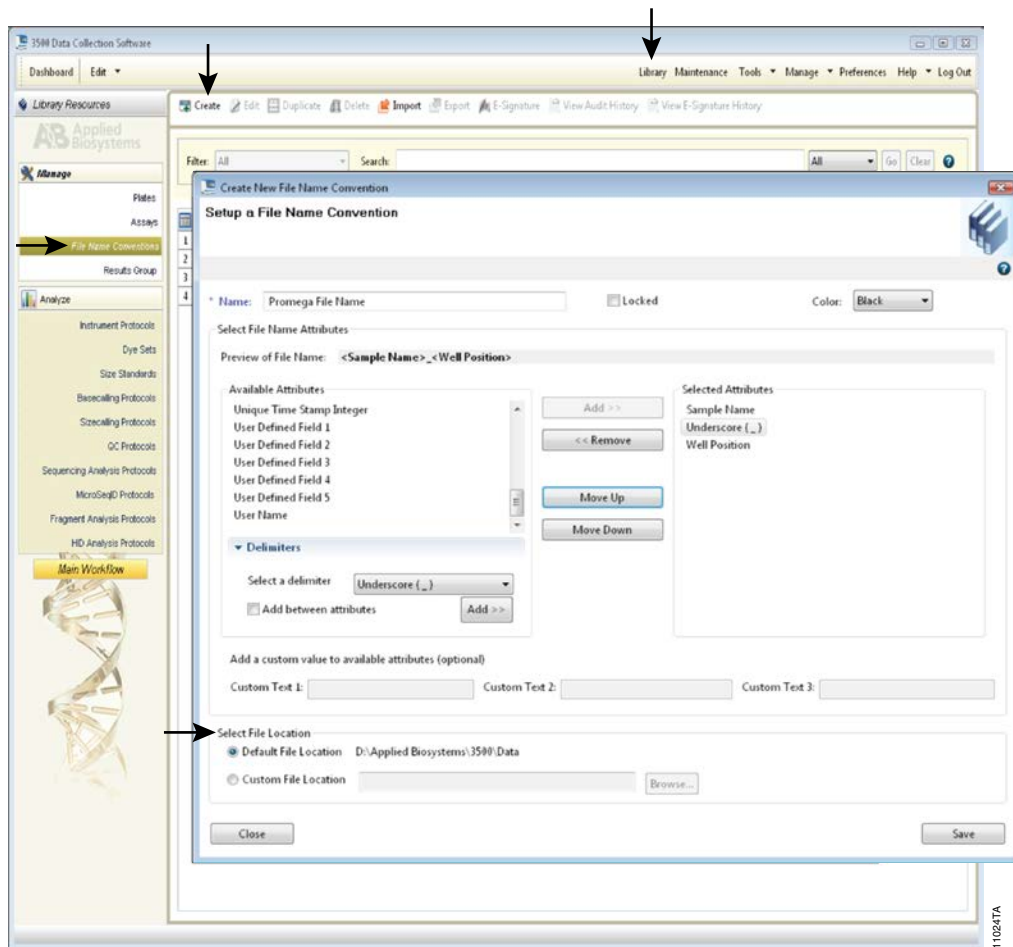 3500 Data Collection Software
Dashboard Edit Library Maintenance Tools Manage Preferences Help Log Out
Library Resources
Create Edit Duplicate Delete Import Export E-Signature View Audit History View E-Signature History
AB Applied Biosystems
Filter: All Search: All Go Clear
Manage
Plates
Assays
File Name Conventions
Results Group
1
2
3
4
Analyze
Instrument Protocols
Dye Sets
Size Standards
Basecalling Protocols
Sizecalling Protocols
QC Protocols
Sequencing Analysis Protocols
MicroSeqID Protocols
Fragment Analysis Protocols
HID Analysis Protocols
Main Workflow
Create New File Name Convention
Setup a File Name Convention
* Name: Promega File Name Locked Color: Black
Select File Name Attributes
Preview of File Name: <Sample Name>_<Well Position>
Available Attributes
Unique Time Stamp Integer
User Defined Field 1
User Defined Field 2
User Defined Field 3
User Defined Field 4
User Defined Field 5
User Name
Add >>
<< Remove
Move Up
Move Down
Selected Attributes
Sample Name
Underscore (_)
Well Position
Delimiters
Select a delimiter Underscore (_)
Add between attributes Add >>
Add a custom value to available attributes (optional)
Custom Text 1: Custom Text 2: Custom Text 3:
Select File Location
Default File Location D:\Applied Biosystems\3500\Data
Custom File Location Browse...
Close Save
11024TA